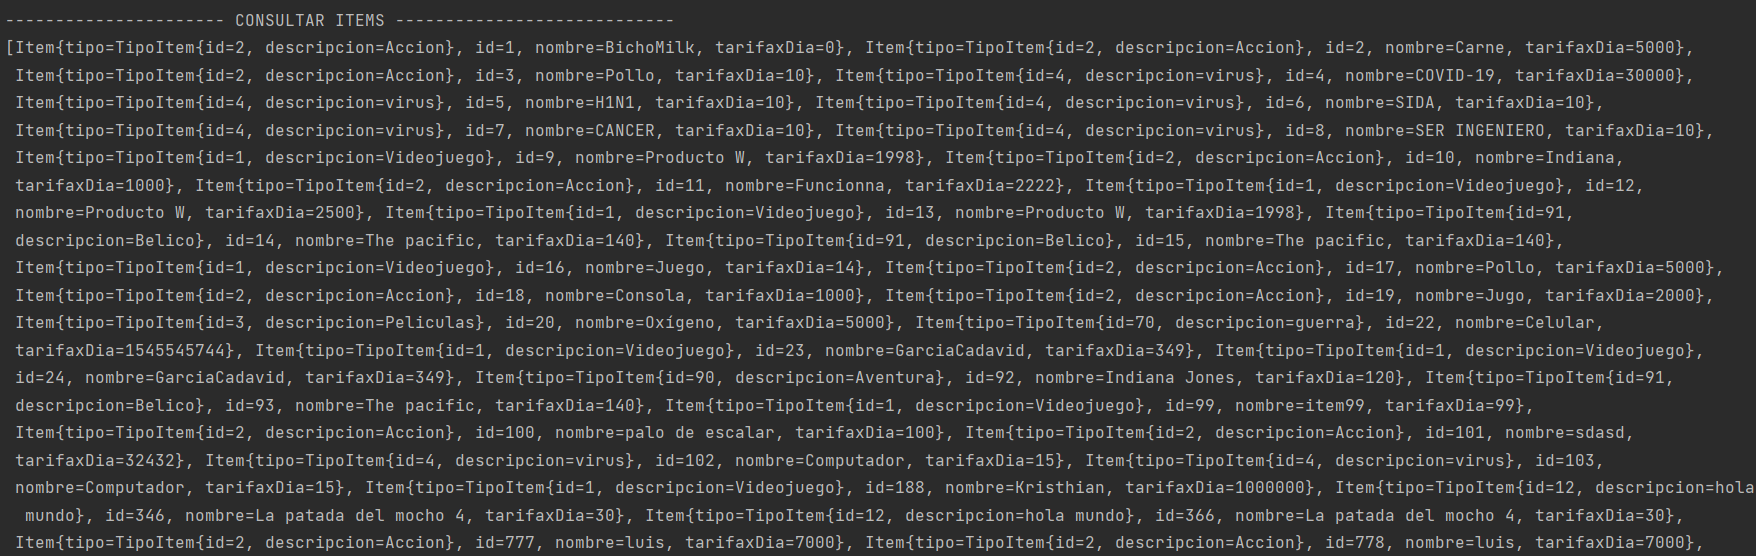 ---------------------- CONSULTAR ITEMS ----------------------------
[Item{tipo=TipoItem{id=2, descripcion=Accion}, id=1, nombre=BichoMilk, tarifaxDia=0}, Item{tipo=TipoItem{id=2, descripcion=Accion}, id=2, nombre=Carne, tarifaxDia=5000},
Item{tipo=TipoItem{id=2, descripcion=Accion}, id=3, nombre=Pollo, tarifaxDia=10}, Item{tipo=TipoItem{id=4, descripcion=virus}, id=4, nombre=COVID-19, tarifaxDia=30000},
Item{tipo=TipoItem{id=4, descripcion=virus}, id=5, nombre=H1N1, tarifaxDia=10}, Item{tipo=TipoItem{id=4, descripcion=virus}, id=6, nombre=SIDA, tarifaxDia=10},
Item{tipo=TipoItem{id=4, descripcion=virus}, id=7, nombre=CANCER, tarifaxDia=10}, Item{tipo=TipoItem{id=4, descripcion=virus}, id=8, nombre=SER INGENIERO, tarifaxDia=10},
Item{tipo=TipoItem{id=1, descripcion=Videojuego}, id=9, nombre=Producto W, tarifaxDia=1998}, Item{tipo=TipoItem{id=2, descripcion=Accion}, id=10, nombre=Indiana,
tarifaxDia=1000}, Item{tipo=TipoItem{id=2, descripcion=Accion}, id=11, nombre=Funcionna, tarifaxDia=2222}, Item{tipo=TipoItem{id=1, descripcion=Videojuego}, id=12,
nombre=Producto W, tarifaxDia=2500}, Item{tipo=TipoItem{id=1, descripcion=Videojuego}, id=13, nombre=Producto W, tarifaxDia=1998}, Item{tipo=TipoItem{id=91,
descripcion=Belico}, id=14, nombre=The pacific, tarifaxDia=140}, Item{tipo=TipoItem{id=91, descripcion=Belico}, id=15, nombre=The pacific, tarifaxDia=140},
Item{tipo=TipoItem{id=1, descripcion=Videojuego}, id=16, nombre=Juego, tarifaxDia=14}, Item{tipo=TipoItem{id=2, descripcion=Accion}, id=17, nombre=Pollo, tarifaxDia=5000},
Item{tipo=TipoItem{id=2, descripcion=Accion}, id=18, nombre=Consola, tarifaxDia=1000}, Item{tipo=TipoItem{id=2, descripcion=Accion}, id=19, nombre=Jugo, tarifaxDia=2000},
Item{tipo=TipoItem{id=3, descripcion=Peliculas}, id=20, nombre=Oxígeno, tarifaxDia=5000}, Item{tipo=TipoItem{id=70, descripcion=guerra}, id=22, nombre=Celular,
tarifaxDia=1545545744}, Item{tipo=TipoItem{id=1, descripcion=Videojuego}, id=23, nombre=GarciaCadavid, tarifaxDia=349}, Item{tipo=TipoItem{id=1, descripcion=Videojuego},
id=24, nombre=GarciaCadavid, tarifaxDia=349}, Item{tipo=TipoItem{id=90, descripcion=Aventura}, id=92, nombre=Indiana Jones, tarifaxDia=120}, Item{tipo=TipoItem{id=91,
descripcion=Belico}, id=93, nombre=The pacific, tarifaxDia=140}, Item{tipo=TipoItem{id=1, descripcion=Videojuego}, id=99, nombre=item99, tarifaxDia=99},
Item{tipo=TipoItem{id=2, descripcion=Accion}, id=100, nombre=palo de escalar, tarifaxDia=100}, Item{tipo=TipoItem{id=2, descripcion=Accion}, id=101, nombre=sdasd,
tarifaxDia=32432}, Item{tipo=TipoItem{id=4, descripcion=virus}, id=102, nombre=Computador, tarifaxDia=15}, Item{tipo=TipoItem{id=4, descripcion=virus}, id=103,
nombre=Computador, tarifaxDia=15}, Item{tipo=TipoItem{id=1, descripcion=Videojuego}, id=188, nombre=Kristhian, tarifaxDia=1000000}, Item{tipo=TipoItem{id=12, descripcion=hola
mundo}, id=346, nombre=La patada del mocho 4, tarifaxDia=30}, Item{tipo=TipoItem{id=12, descripcion=hola mundo}, id=366, nombre=La patada del mocho 4, tarifaxDia=30},
Item{tipo=TipoItem{id=2, descripcion=Accion}, id=777, nombre=luis, tarifaxDia=7000}, Item{tipo=TipoItem{id=2, descripcion=Accion}, id=778, nombre=luis, tarifaxDia=7000},